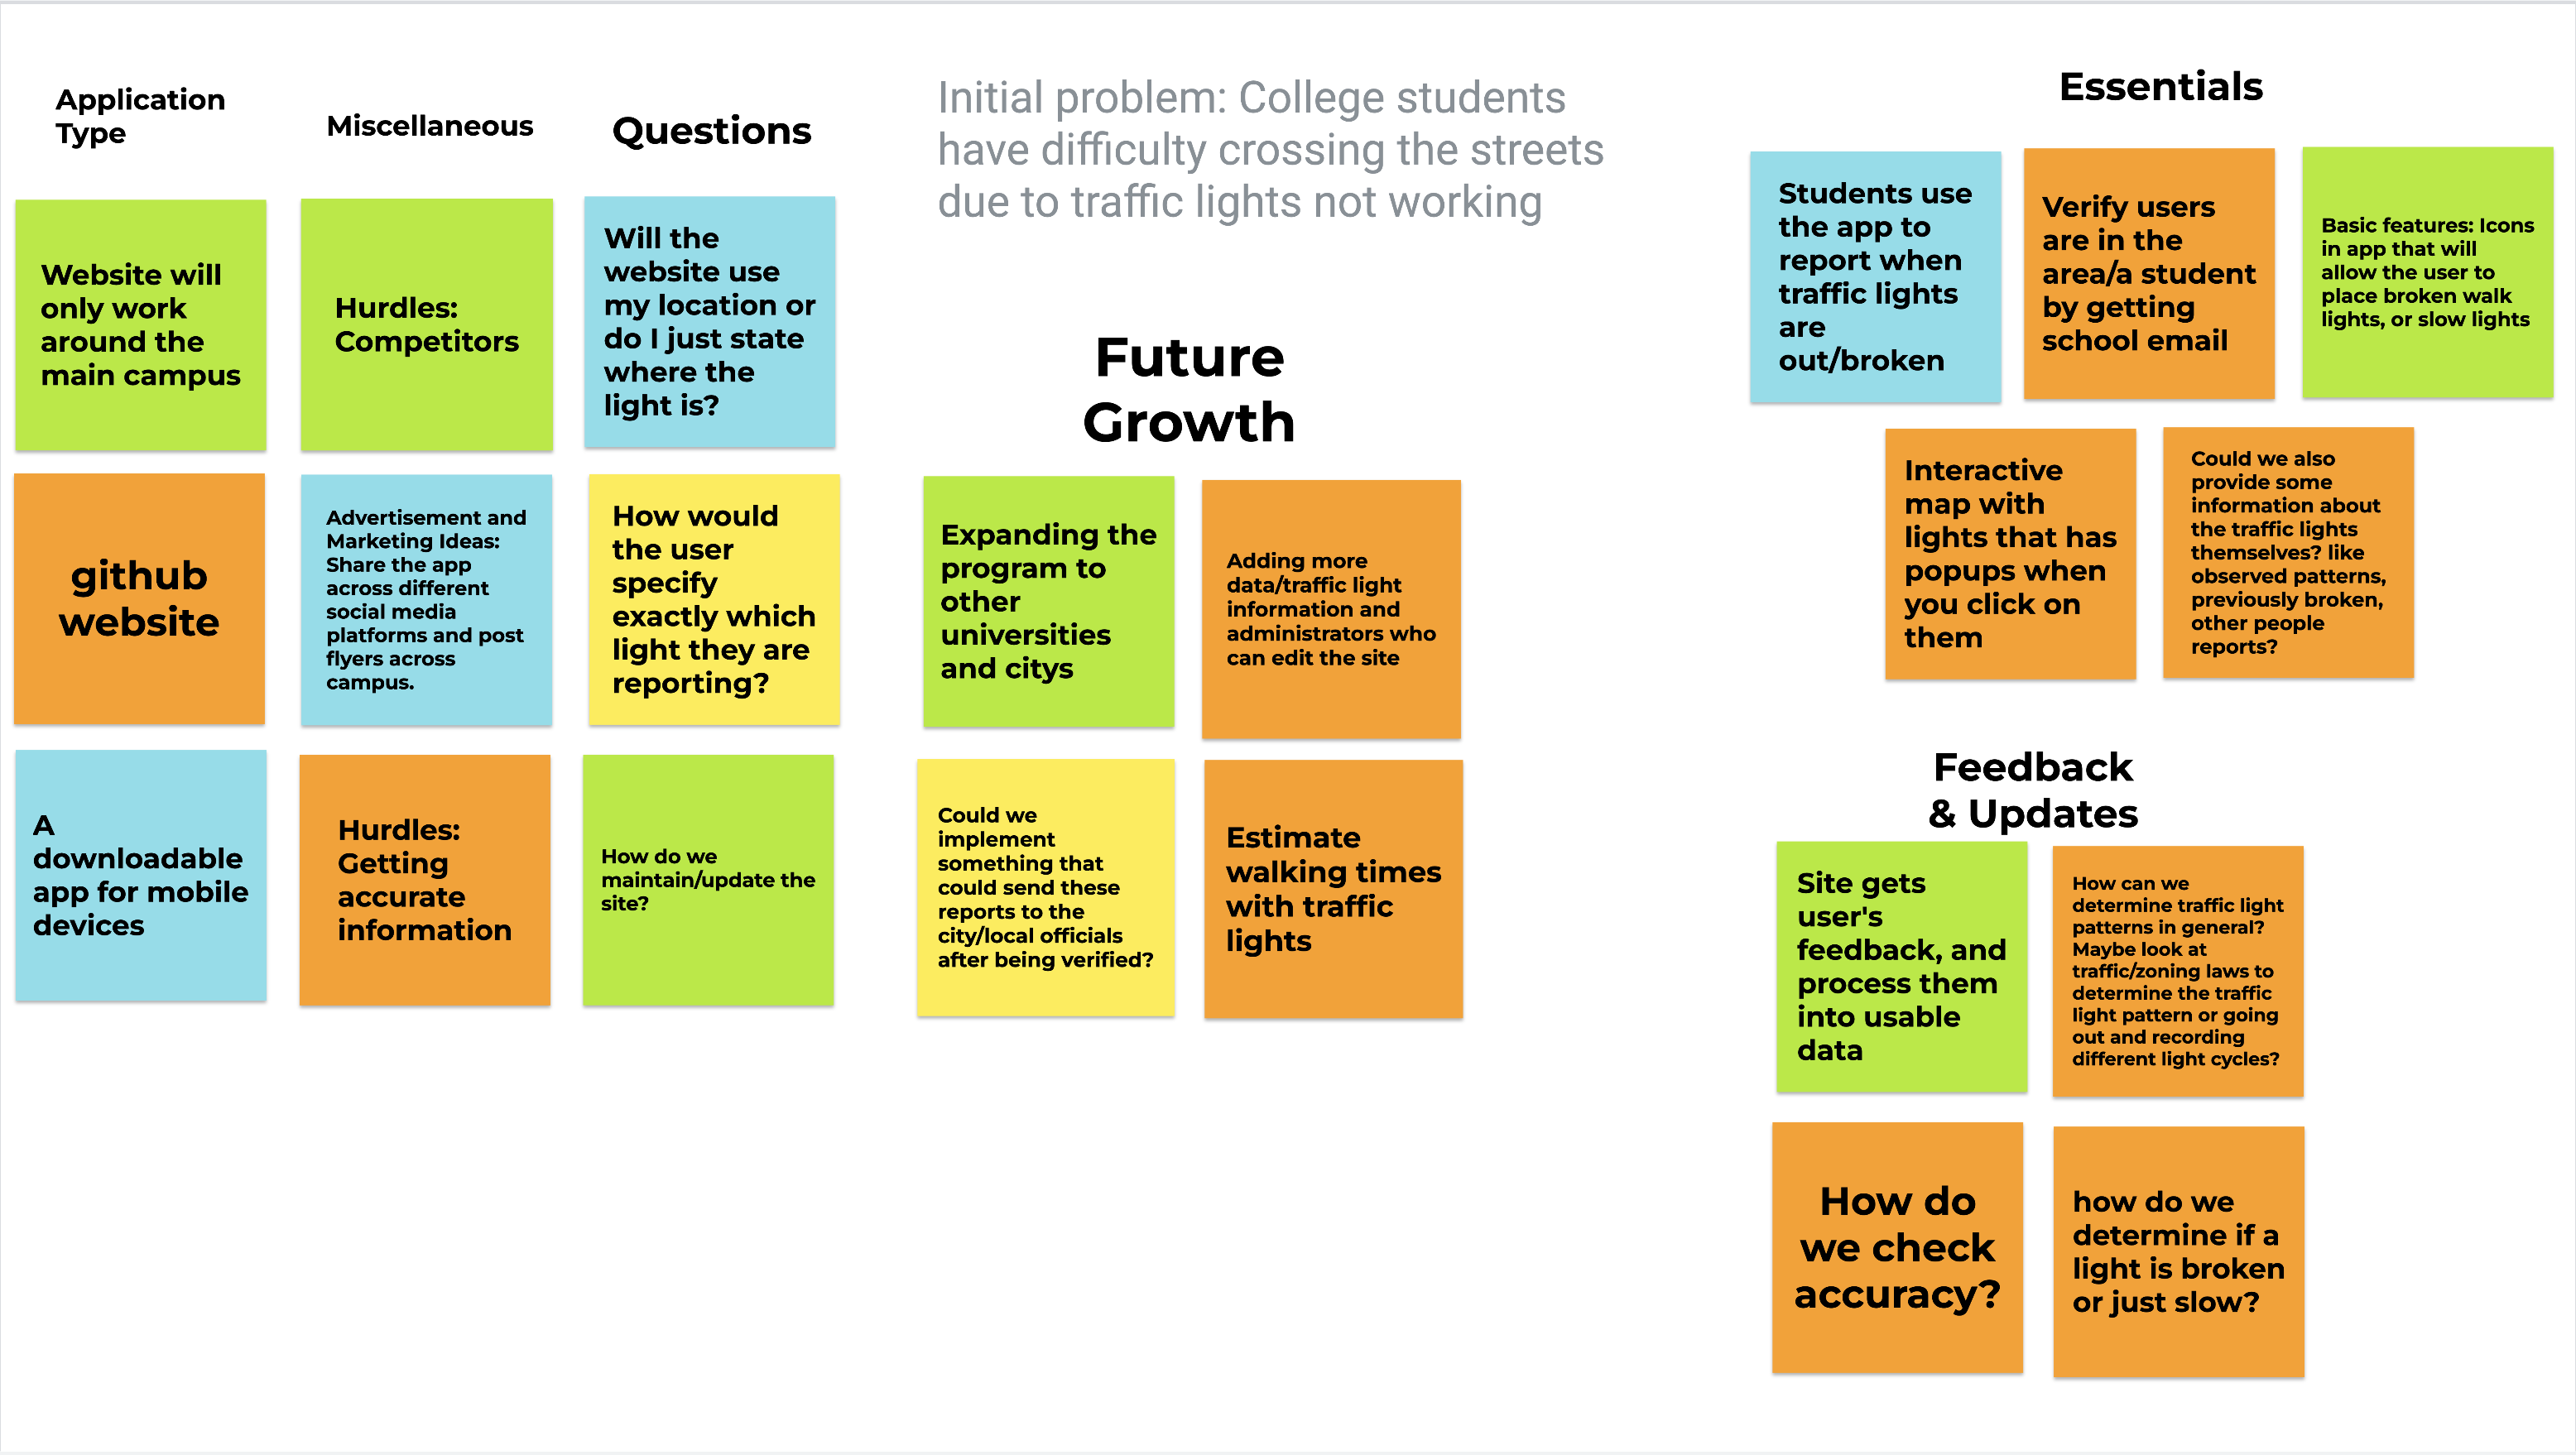 Application
Type
Website will
only work
around the
main campus
github
website
A
downloadable
app for mobile
devices
Miscellaneous
Hurdles:
Competitors
Advertisement and
Marketing Ideas:
Share the app
across different
social media
platforms and post
flyers across
campus.
Hurdles:
Getting
accurate
information
Questions
Will the
website use
my location or
do I just state
where the
light is?
How would
the user
specify
exactly which
light they are
reporting?
How do we
maintain/update the
site?
Initial problem: College students
have difficulty crossing the streets
due to traffic lights not working
Future
Growth
Expanding the
program to
other
universities
and citys
Adding more
data/traffic light
information and
administrators who
can edit the site
Could we
implement
something that
could send these
reports to the
city/local officials
after being verified?
Estimate
walking times
with traffic
lights
Essentials
Students use
the app to
report when
traffic lights
are
out/broken
Verify users
are in the
area/a student
by getting
school email
Basic features: Icons
in app that will
allow the user to
place broken walk
lights, or slow lights
Interactive
map with
lights that has
popups when
you click on
them
Could we also
provide some
information about
the traffic lights
themselves? like
observed patterns,
previously broken,
other people
reports?
Feedback
& Updates
Site gets
user's
feedback, and
process them
into usable
data
How can we
determine traffic light
patterns in general?
Maybe look at
traffic/zoning laws to
determine the traffic
light pattern or going
out and recording
different light cycles?
How do
we check
accuracy?
how do we
determine if a
light is broken
or just slow?